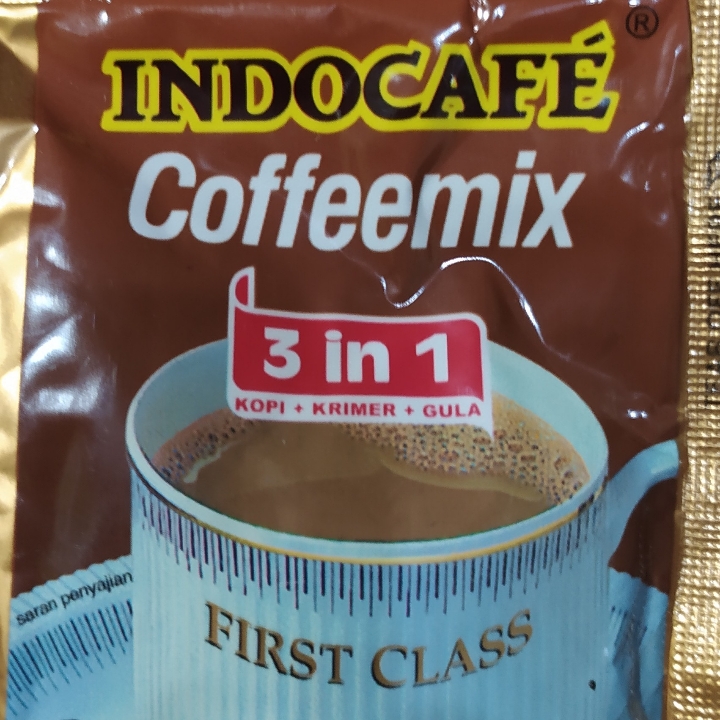 INDOCAFÉ®
Coffeemix
3 in 1
KOPI + KRIMER + GULA
saran penyajian
FIRST CLASS